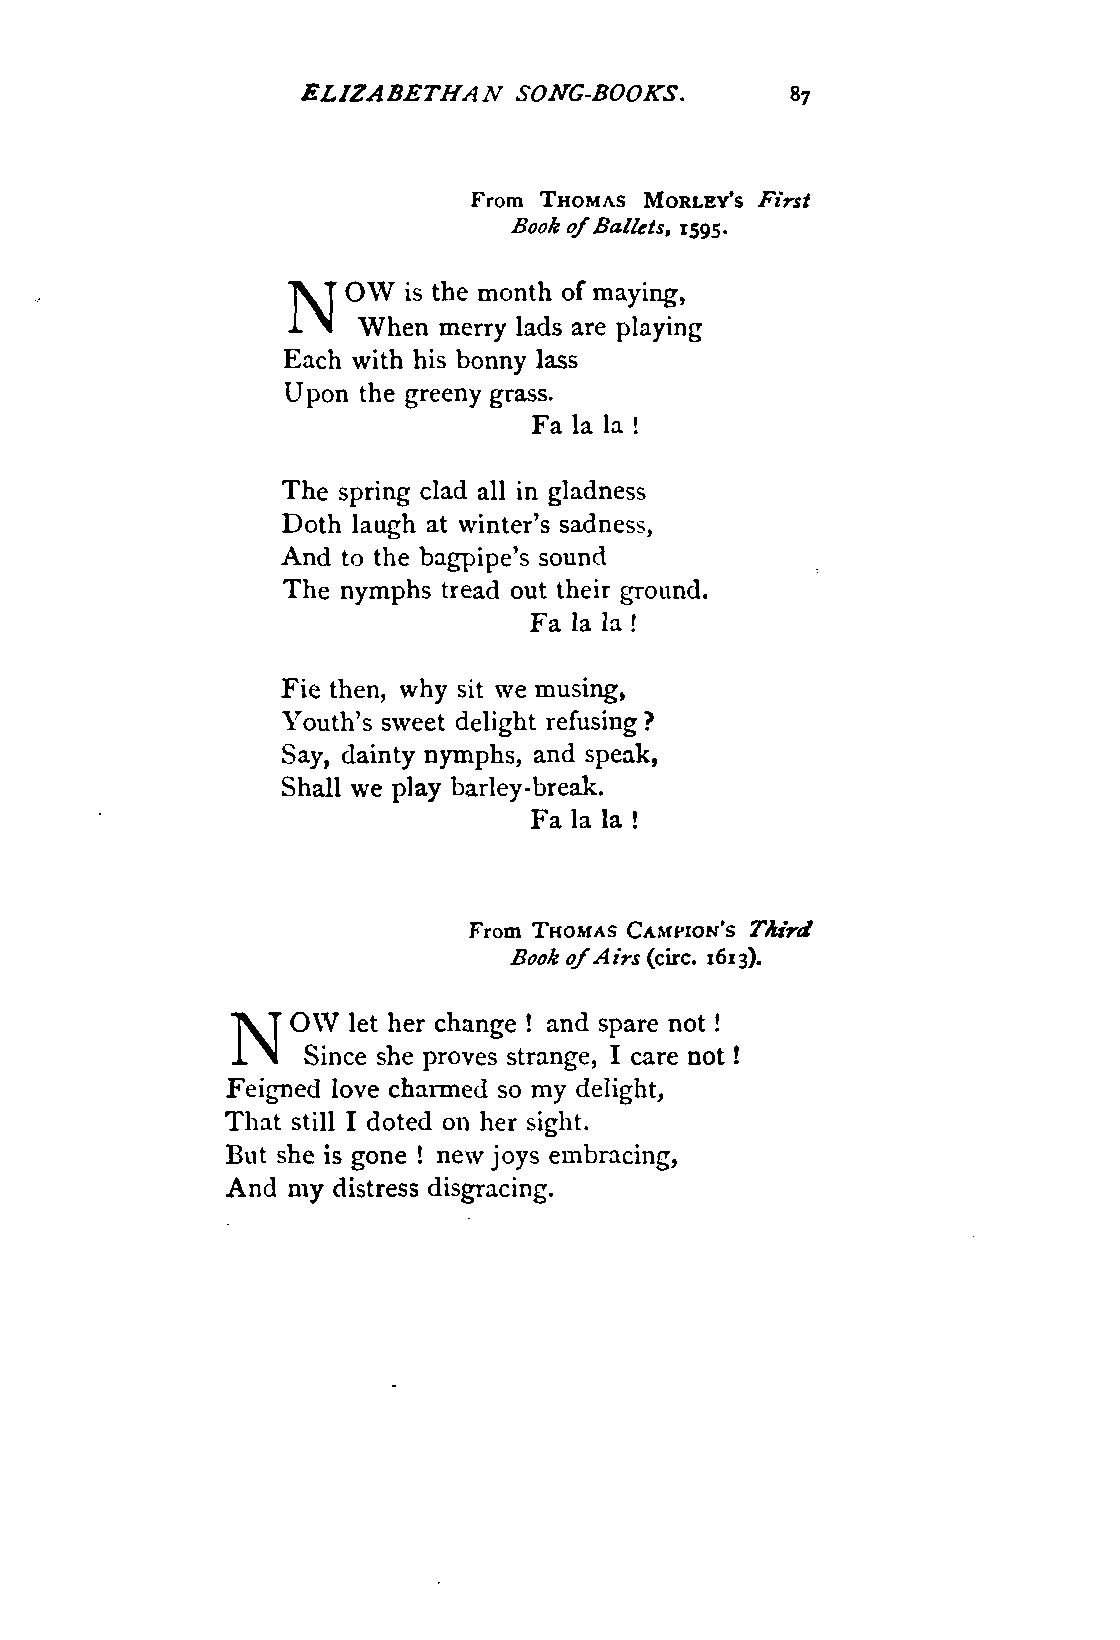 ELIZABETHAN SONG-BOOKS. 87
From THOMAS MORLEY'S First
Book of Ballets, 1595.
NOW is the month of maying,
When merry lads are playing
Each with his bonny lass
Upon the greeny grass.
Fa la la !
The spring clad all in gladness
Doth laugh at winter's sadness,
And to the bagpipe's sound
The nymphs tread out their ground.
Fa la la !
Fie then, why sit we musing,
Youth's sweet delight refusing ?
Say, dainty nymphs, and speak,
Shall we play barley-break.
Fa la la !
From THOMAS CAMPION'S Third
Book of Airs (circ. 1613).
NOW let her change ! and spare not !
Since she proves strange, I care not !
Feigned love charmed so my delight,
That still I doted on her sight.
But she is gone ! new joys embracing,
And my distress disgracing.